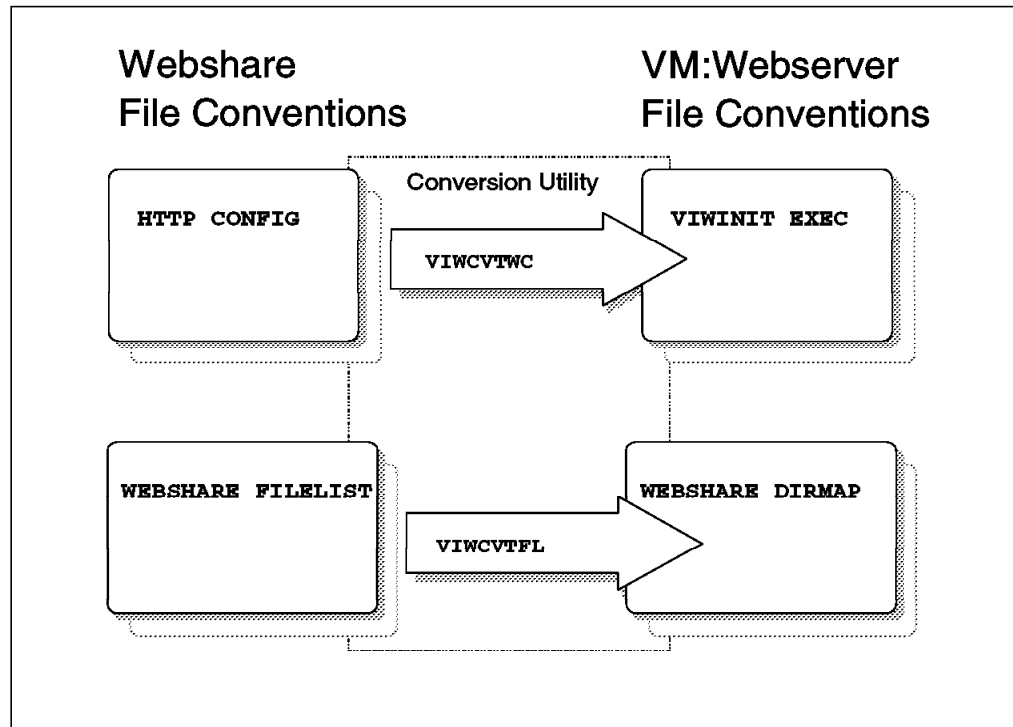 Webshare
File Conventions
VM:Webserver
File Conventions
Conversion Utility
HTTP CONFIG
VIWCVTWC
VIWINIT EXEC
WEBSHARE FILELIST
VIWCVTFL
WEBSHARE DIRMAP